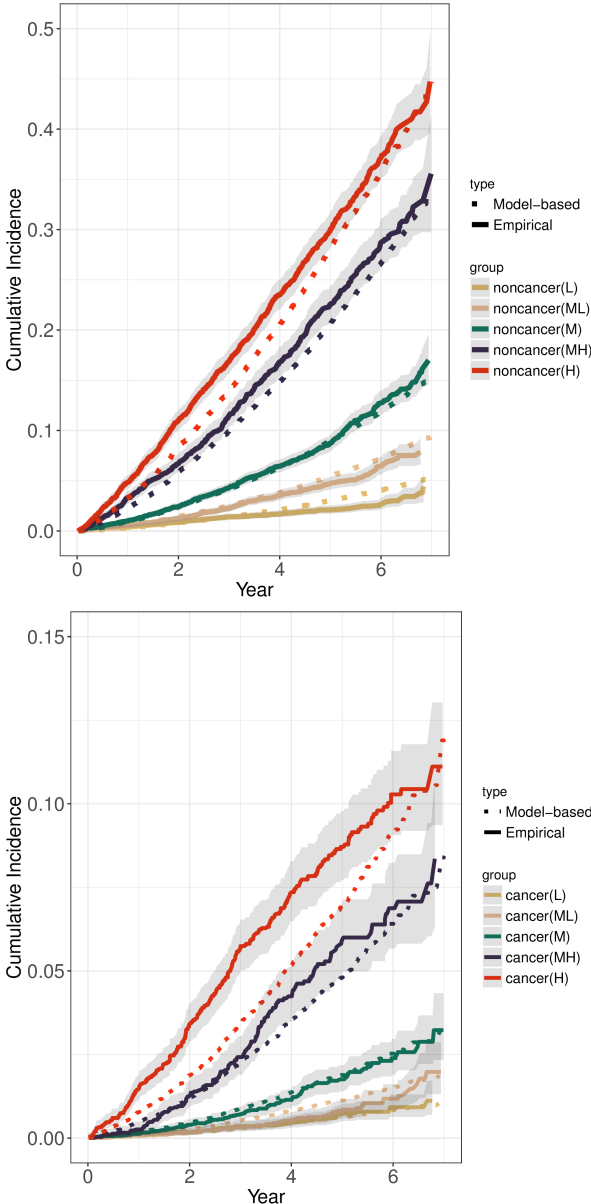 0.5
0.4
0.3
0.2
0.1
0.0
Cumulative Incidence
0 2 4 6
Year
type
Model−based
Empirical
group
noncancer(L)
noncancer(ML)
noncancer(M)
noncancer(MH)
noncancer(H)
0.15
0.10
0.05
0.00
Cumulative Incidence
0 2 4 6
Year
type
Model−based
Empirical
group
cancer(L)
cancer(ML)
cancer(M)
cancer(MH)
cancer(H)